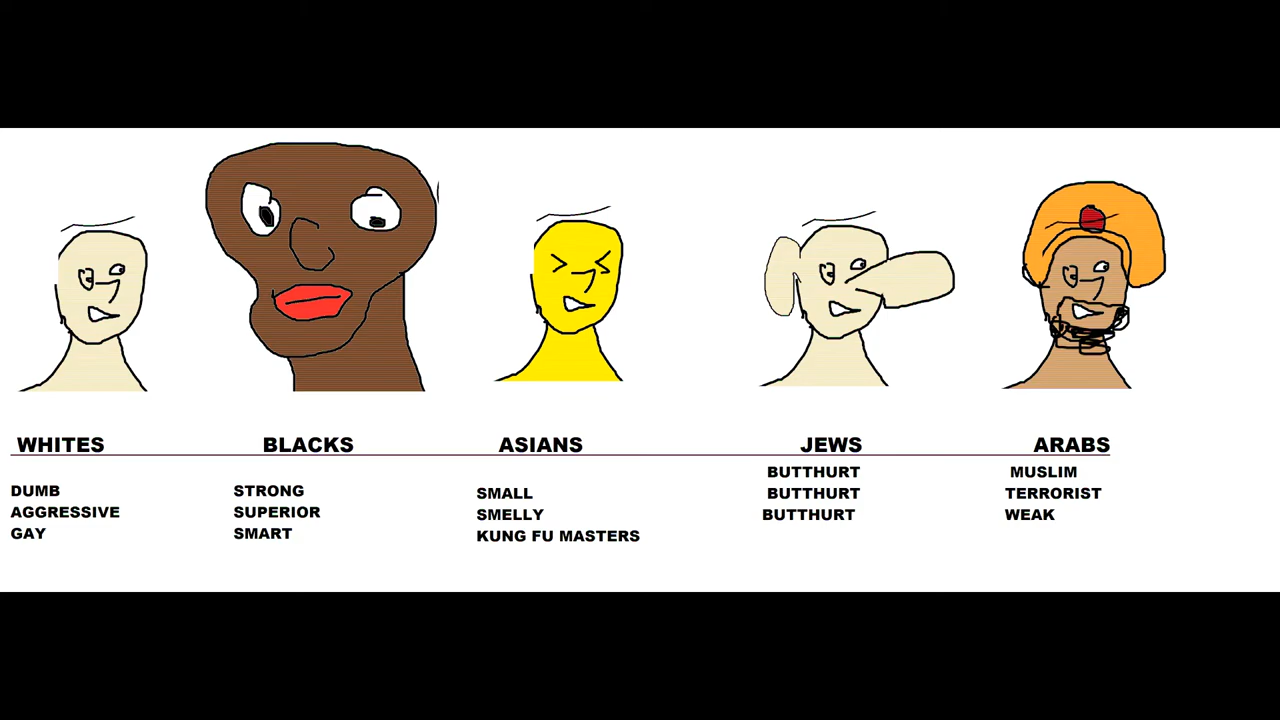 WHITES
DUMB
AGGRESSIVE
GAY
BLACKS
STRONG
SUPERIOR
SMART
ASIANS
SMALL
SMELLY
KUNG FU MASTERS
JEWS
BUTTHURT
BUTTHURT
BUTTHURT
ARABS
MUSLIM
TERRORIST
WEAK